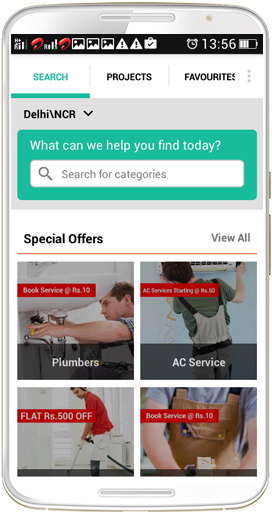 13:56
SEARCH PROJECTS FAVOURITES
Delhi\NCR
What can we help you find today?
Search for categories
Special Offers View All
Book Service @ Rs.10 AC Services Starting @ Rs.50
Plumbers AC Service
FLAT Rs.500 OFF Book Service @ Rs.10